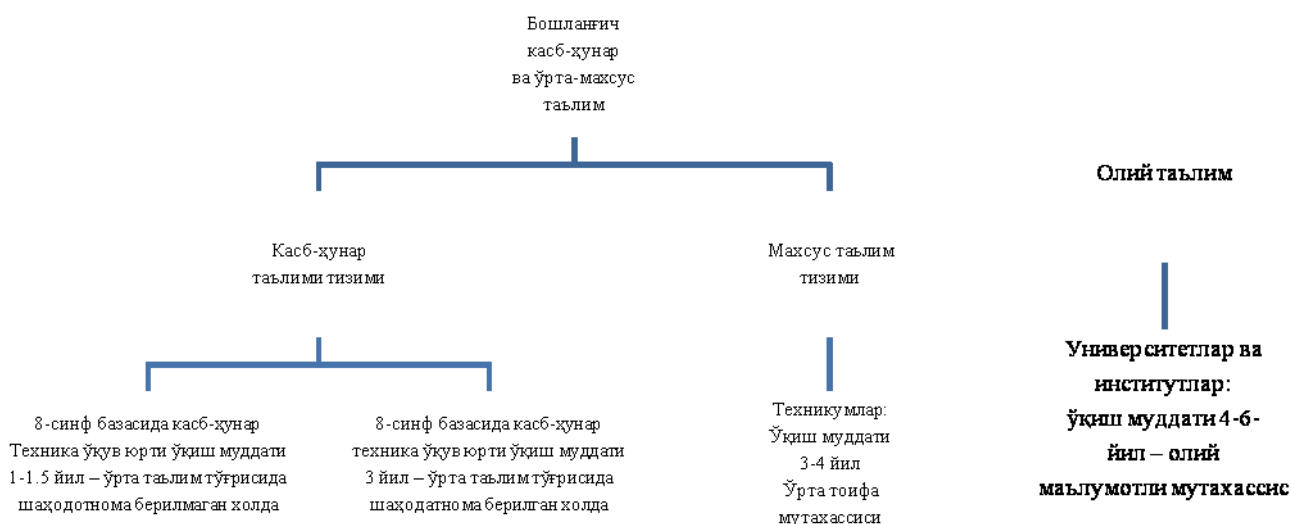 Бошланғич
касб-ҳунар
ва ўрта-махсус
таълим
Олий таълим
Касб-ҳунар
таълими тизими
Махсус таълим
тизими
8-синф базасида касб-ҳунар
Техника ўқув юрти ўқиш муддати
1-1.5 йил – ўрта таълим тўғрисида
шаҳодотнома берилмаган холда
8-синф базасида касб-ҳунар
техника ўқув юрти ўқиш муддати
3 йил – ўрта таълим тўғрисида
шаҳодатнома берилган холда
Техникумлар:
Ўқиш муддати
3-4 йил
Ўрта тоифа
мутахассиси
Университетлар ва
институтлар:
ўқиш муддати 4-6-
йил – олий
маълумотли мутахассис